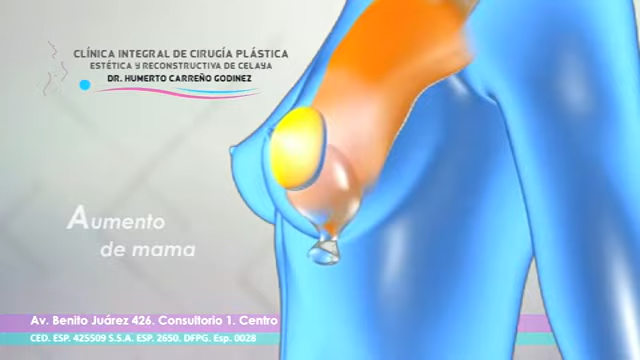 CLÍNICA INTEGRAL DE CIRUGÍA PLÁSTICA
ESTÉTICA Y RECONSTRUCTIVA DE CELAYA
DR. HUMERTO CARREÑO GODINEZ
Aumento
de mama
Av. Benito Juárez 426. Consultorio 1. Centro
CED. ESP. 425509 S.S.A. ESP. 2650. DFPG. Esp. 0028